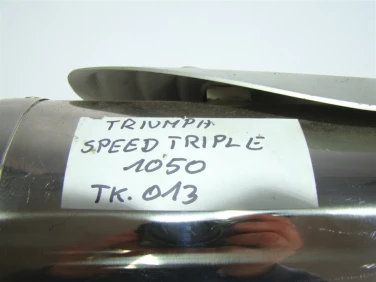 TRIUMPH
SPEED TRIPLE
1050
TK. 013